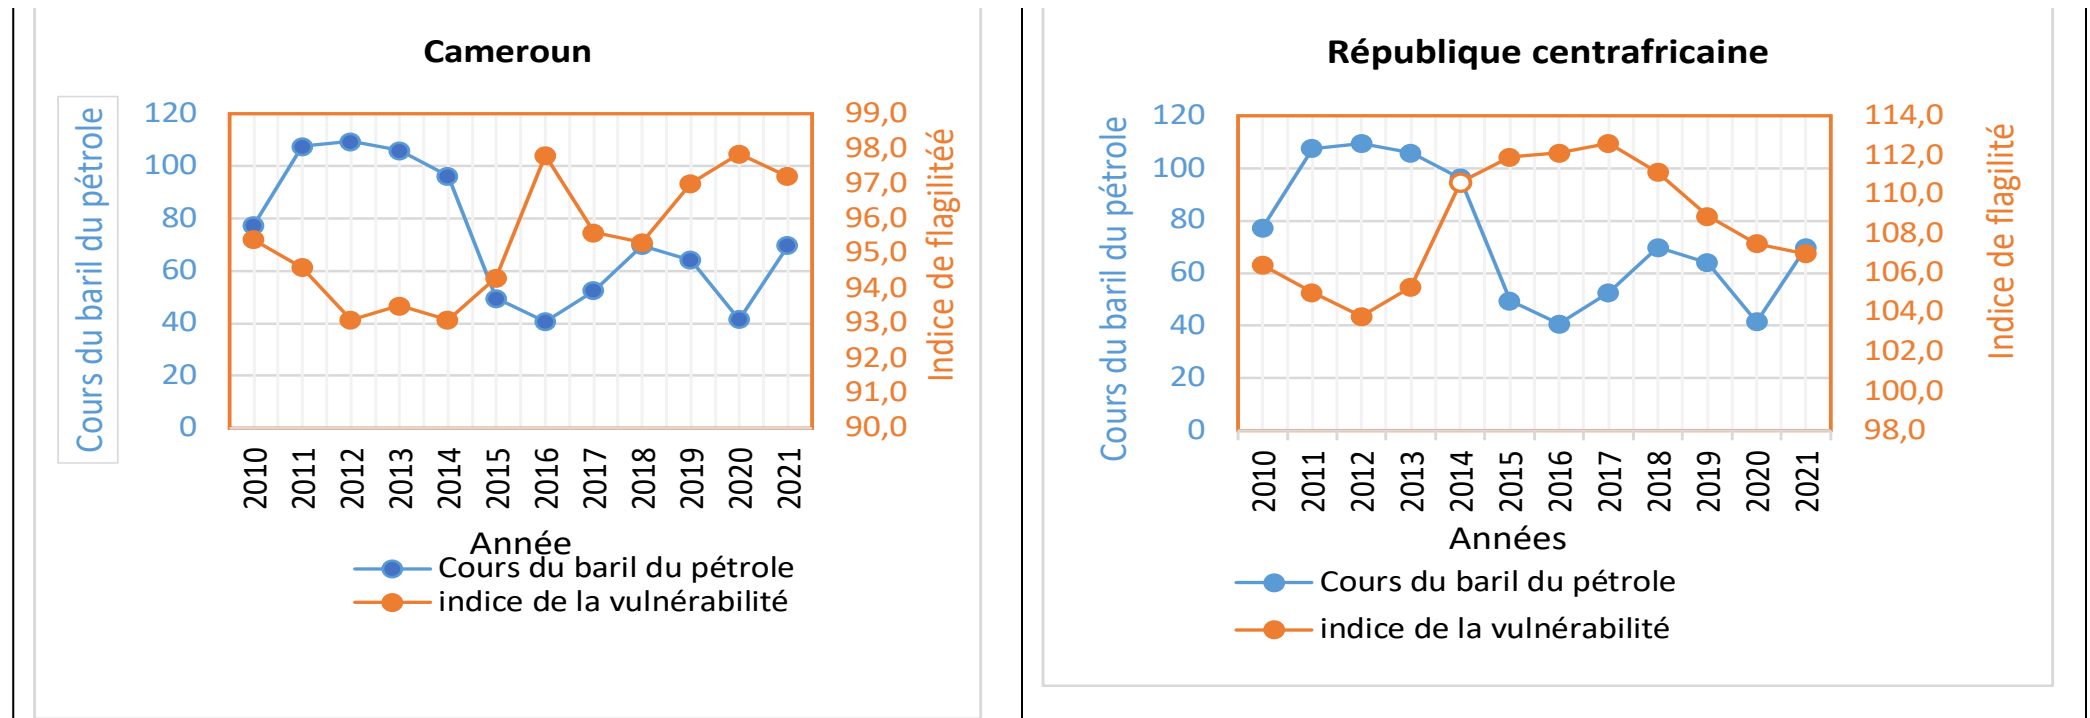 Cameroun
Cours du baril du pétrole
120
100
80
60
40
20
0
99,0
98,0
97,0
96,0
95,0
94,0
93,0
92,0
91,0
90,0
Indice de flagilitée
2010 2011 2012 2013 2014 2015 2016 2017 2018 2019 2020 2021
Année
Cours du baril du pétrole
indice de la vulnérabilité
République centrafricaine
Cours du baril du pétrole
120
100
80
60
40
20
0
114,0
112,0
110,0
108,0
106,0
104,0
102,0
100,0
98,0
Indice de flagilité
2010 2011 2012 2013 2014 2015 2016 2017 2018 2019 2020 2021
Années
Cours du baril du pétrole
indice de la vulnérabilité